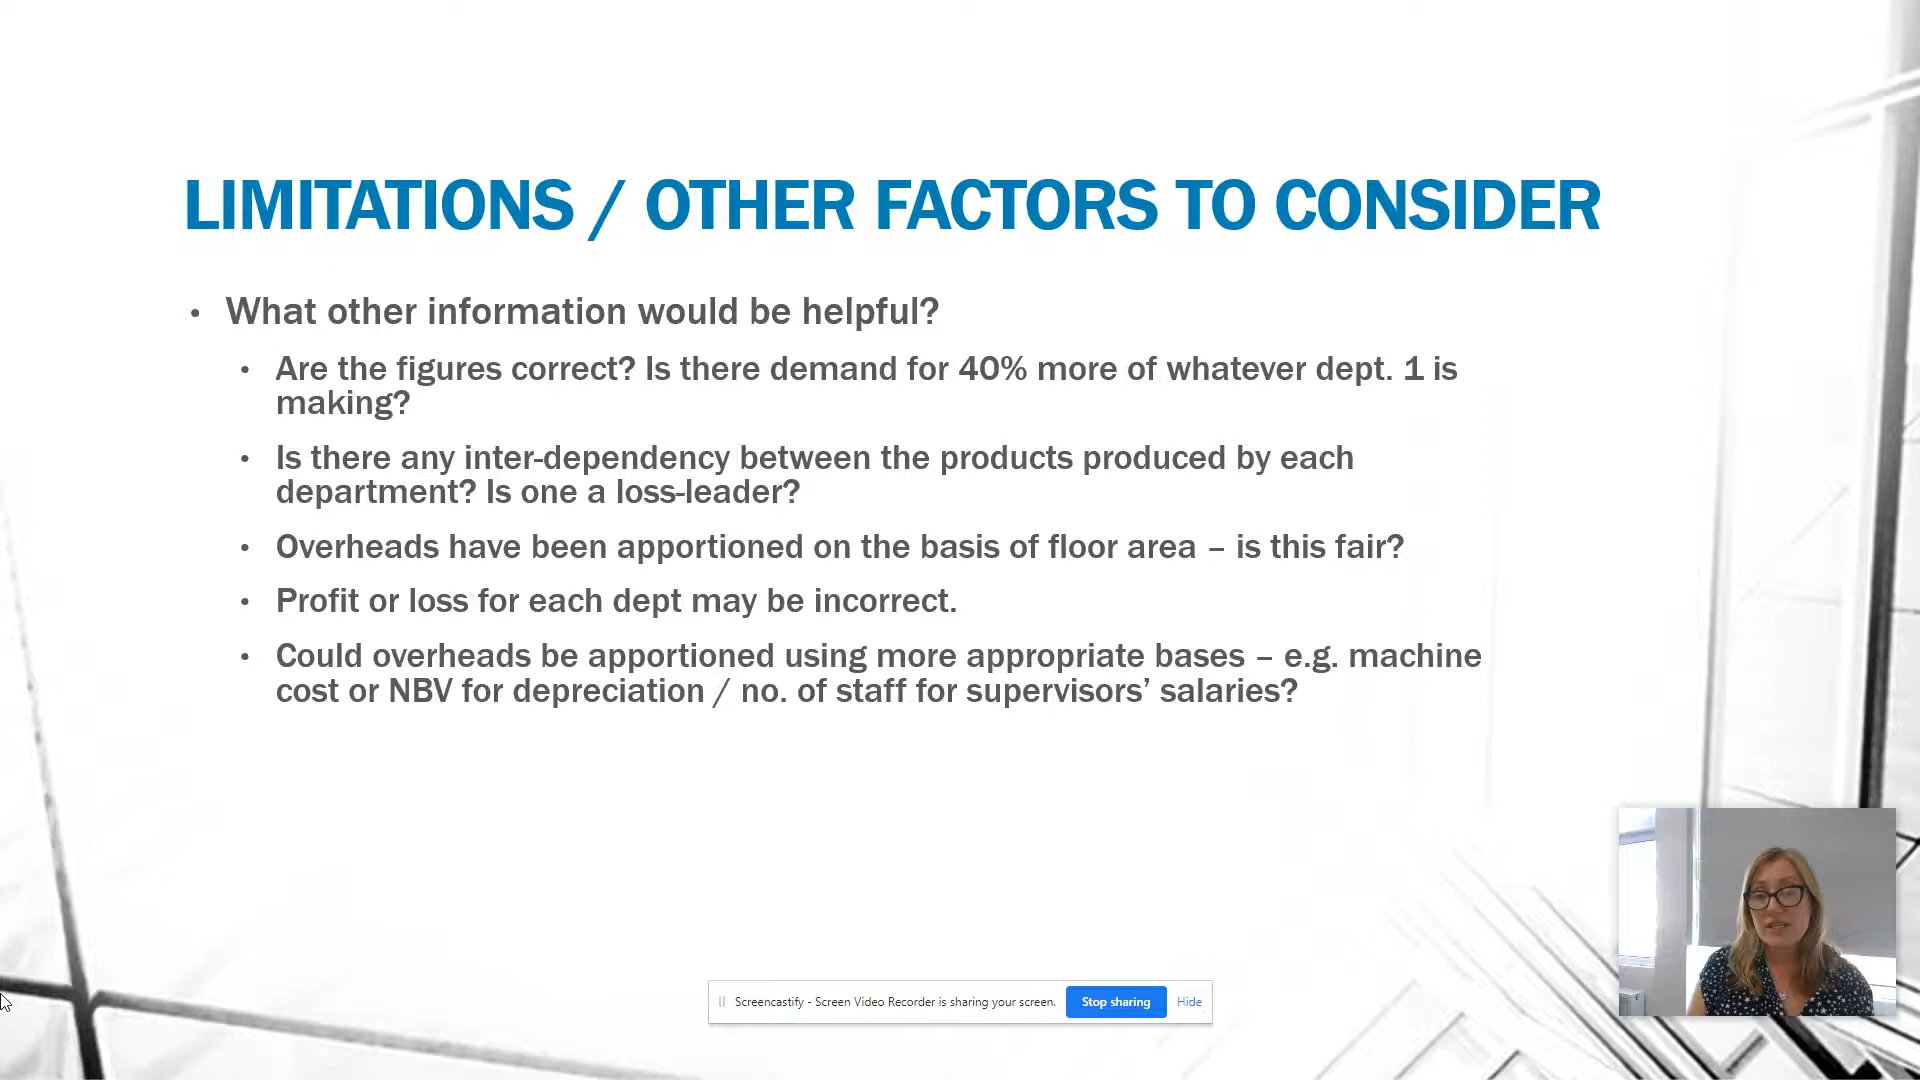 LIMITATIONS / OTHER FACTORS TO CONSIDER
• What other information would be helpful?
• Are the figures correct? Is there demand for 40% more of whatever dept. 1 is
making?
• Is there any inter-dependency between the products produced by each
department? Is one a loss-leader?
• Overheads have been apportioned on the basis of floor area – is this fair?
• Profit or loss for each dept may be incorrect.
• Could overheads be apportioned using more appropriate bases – e.g. machine
cost or NBV for depreciation / no. of staff for supervisors’ salaries?
Screencastify - Screen Video Recorder is sharing your screen. Stop sharing Hide